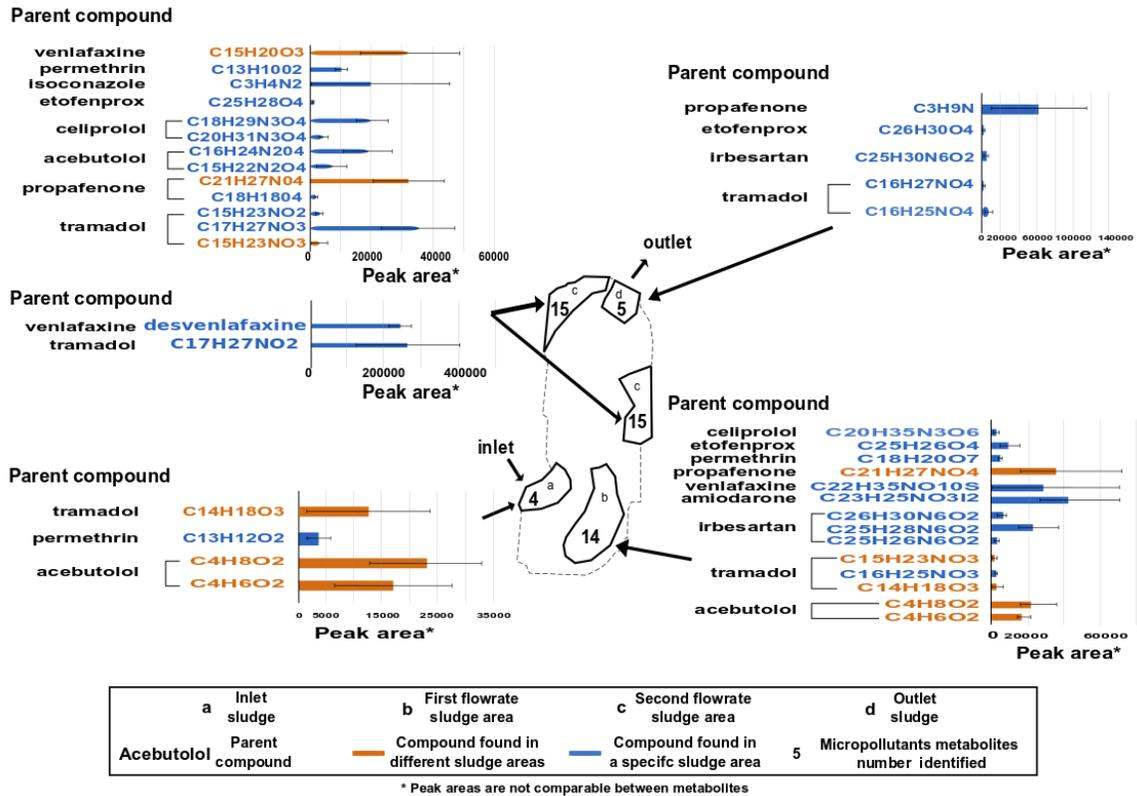 Parent compound
venlafaxine C15H20O3
permethrin C13H1002
isoconazole C3H4N2
etofenprox C25H28O4
celiprolol C18H29N3O4
C20H31N3O4
acebutolol C16H24N204
C15H22N2O4
propafenone C21H27N04
C18H1804
C15H23NO2
tramadol C17H27NO3
C15H23NO3
0 20000 40000 60000
Peak area*
Parent compound
venlafaxine desvenlafaxine
tramadol C17H27NO2
0 200000 400000
Peak area*
Parent compound
tramadol C14H18O3
permethrin C13H12O2
acebutolol C4H8O2
C4H6O2
0 5000 15000 25000 35000
Peak area*
Parent compound
propafenone C3H9N
etofenprox C26H30O4
irbesartan C25H30N6O2
tramadol C16H27NO4
C16H25NO4
0 20000 60000 100000 140000
Peak area*
outlet
c
15
d
5
c
15
inlet
a
4
b
14
Parent compound
celiprolol C20H35N3O6
etofenprox C25H26O4
permethrin C18H20O7
propafenone C21H27NO4
venlafaxine C22H35NO10S
amiodarone C23H25NO3I2
irbesartan C26H30N6O2
C25H28N6O2
C25H26N6O2
tramadol C15H23NO3
C16H25NO3
C14H18O3
acebutolol C4H8O2
C4H6O2
0 20000 60000
Peak area*
a Inlet sludge
b First flowrate sludge area
c Second flowrate sludge area
d Outlet sludge
Acebutolol Parent compound
Compound found in different sludge areas
Compound found in a specifc sludge area
5 Micropollutants metabolites number identified
* Peak areas are not comparable between metabolites